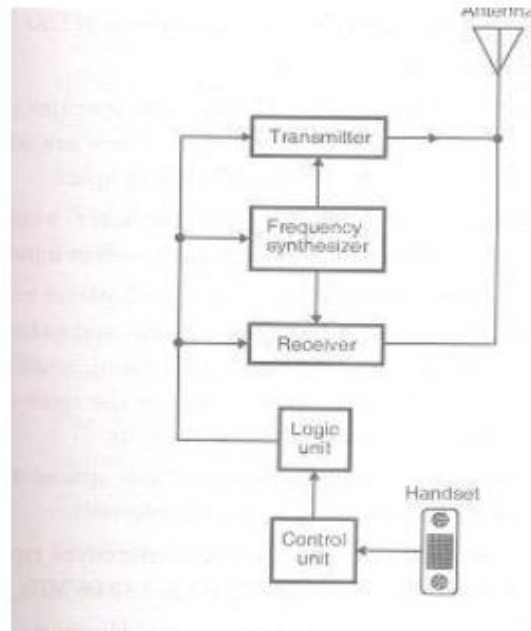 Antenna
Transmitter
Frequency
synthesizer
Receiver
Logic
unit
Handset
Control
unit